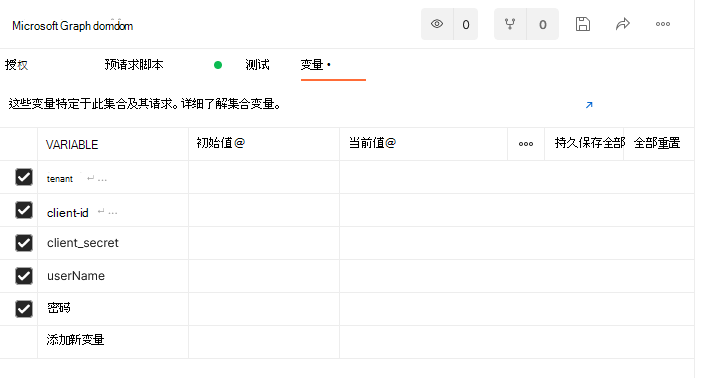 Microsoft Graph domdom 0 0
授权 预请求脚本 测试 变量
这些变量特定于此集合及其请求。详细了解集合变量。
VARIABLE 初始值@ 当前值@ 持久保存全部 全部重置
tenant
client-id
client_secret
userName
密码
添加新变量